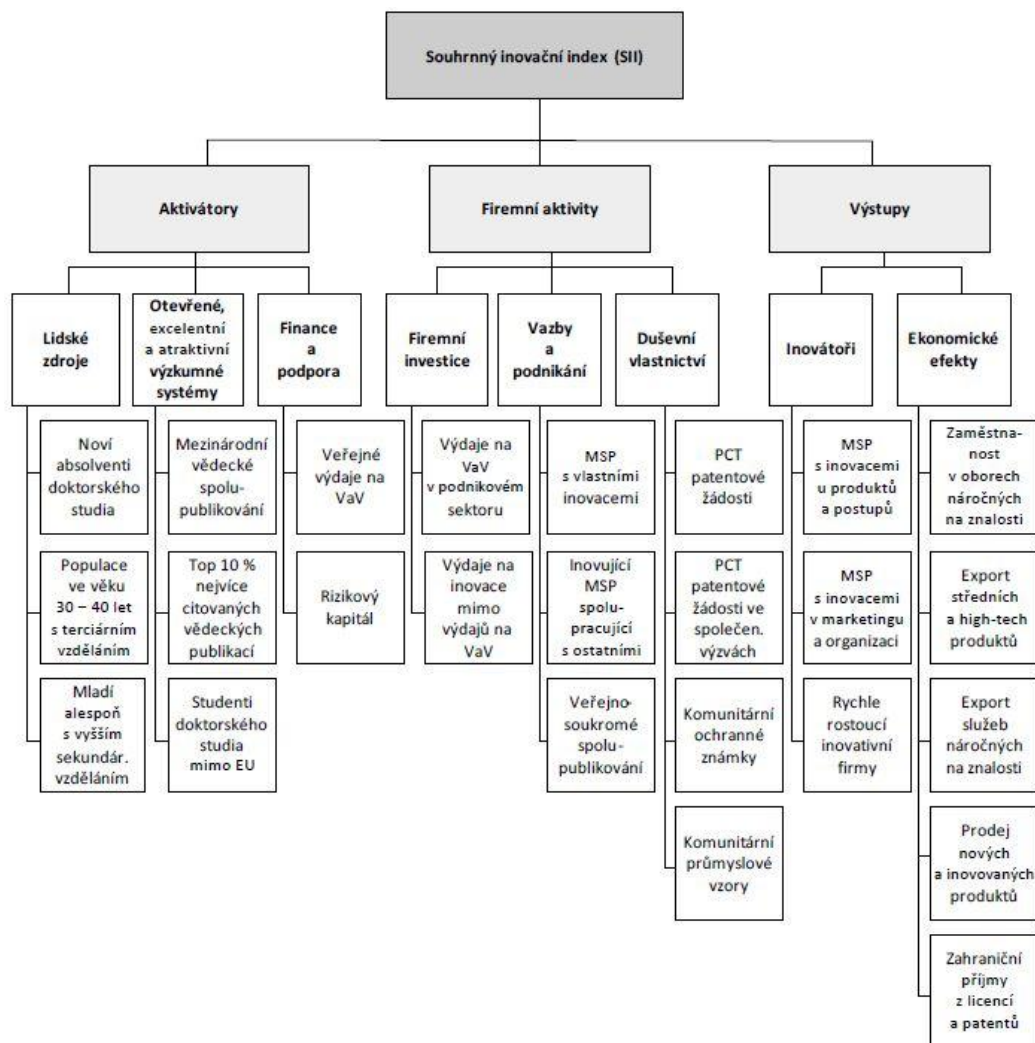 Souhrnný inovační index (SII)
Aktivátory
Firemní aktivity
Výstupy
Lidské
zdroje
Otevřené,
excelentní
a atraktivní
výzkumné
systémy
Finance
a
podpora
Firemní
investice
Vazby
a
podnikání
Duševní
vlastnictví
Inovátoři
Ekonomické
efekty
Noví
absolventi
doktorského
studia
Mezinárodní
vědecké
spolu-
publikování
Veřejné
výdaje na
VaV
Výdaje na
VaV
v podnikovém
sektoru
MSP
s vlastními
inovacemi
PCT
patentové
žádosti
MSP
s inovacemi
u produktů
a postupů
Zaměstna-
nost
v oborech
náročných
na znalosti
Populace
ve věku
30 – 40 let
s terciárním
vzděláním
Top 10 %
nejvíce
citovaných
vědeckých
publikací
Rizikový
kapitál
Výdaje na
inovace
mimo
výdajů na
VaV
Inovující
MSP
spolu-
pracující
s ostatními
PCT
patentové
žádosti ve
společen.
výzvách
MSP
s inovacemi
v marketingu
a organizaci
Export
středních
a high-tech
produktů
Mladí
alespoň
s vyšším
sekundár.
vzděláním
Studenti
doktorského
studia
mimo EU
Veřejno-
soukromé
spolu-
publikování
Komunitární
ochranné
známky
Rychle
rostoucí
inovativní
firmy
Export
služeb
náročných
na znalosti
Komunitární
průmyslové
vzory
Prodej
nových
a inovovaných
produktů
Zahraniční
příjmy
z licencí
a patentů